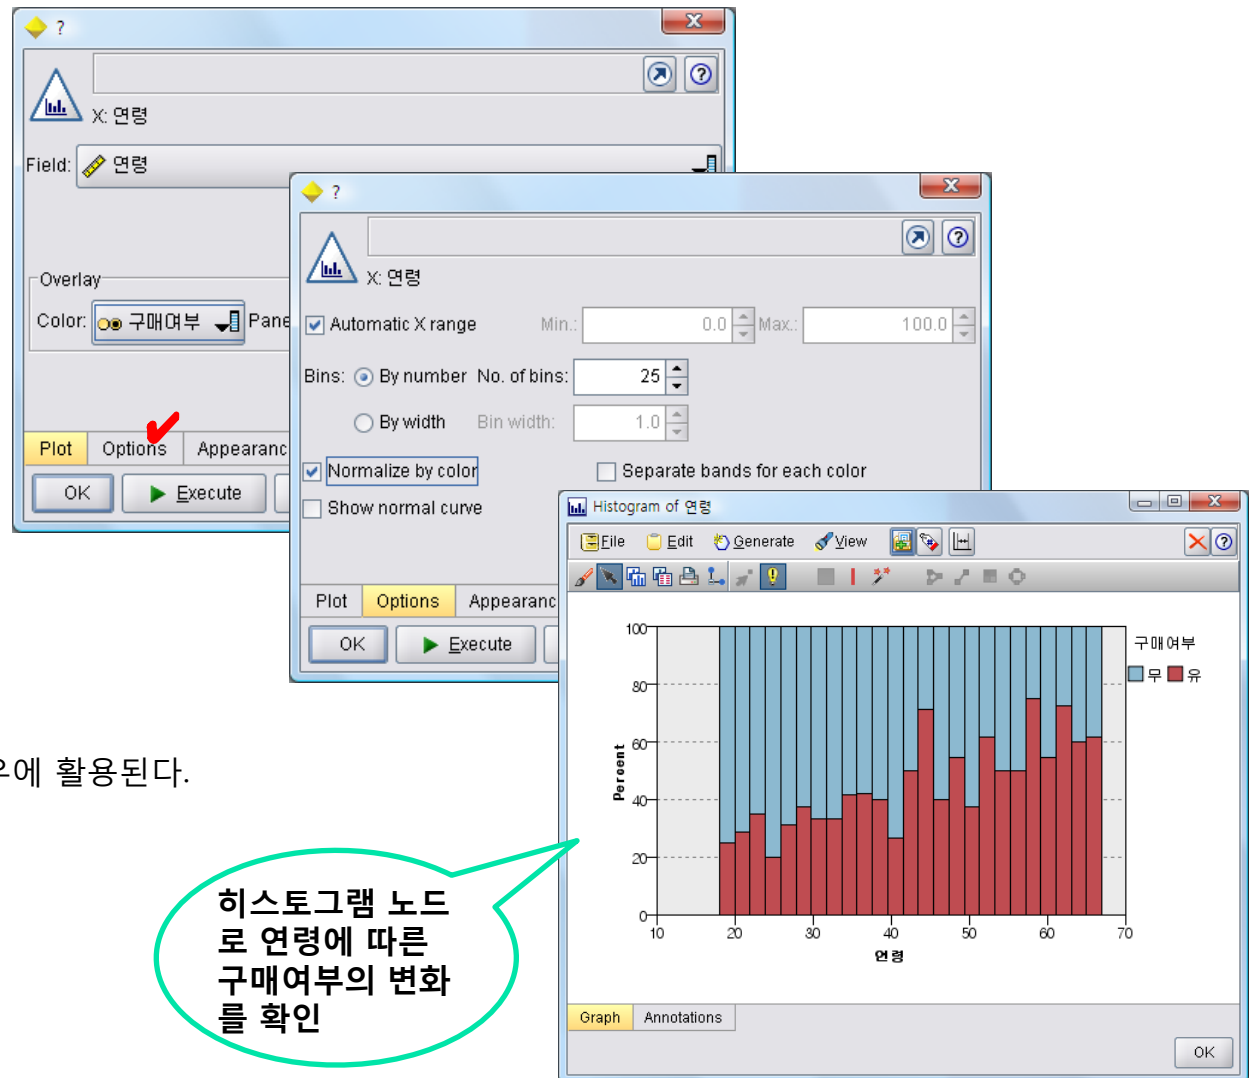 ?
X: 연령
Field: 연령
Overlay
Color: 구매여부 Pane
Plot Options Appearanc
OK Execute
?
X: 연령
Automatic X range Min.: 0.0 Max.: 100.0
Bins: By number No. of bins: 25
By width Bin width: 1.0
Normalize by color Separate bands for each color
Show normal curve
Plot Options Appearanc
OK Execute
Histogram of 연령
File Edit Generate View
100
80
60
40
20
0
Percent
10 20 30 40 50 60 70
연령
구매여부
무 유
Graph Annotations
OK
에 활용된다.
히스토그램 노드
로 연령에 따른
구매여부의 변화
를 확인